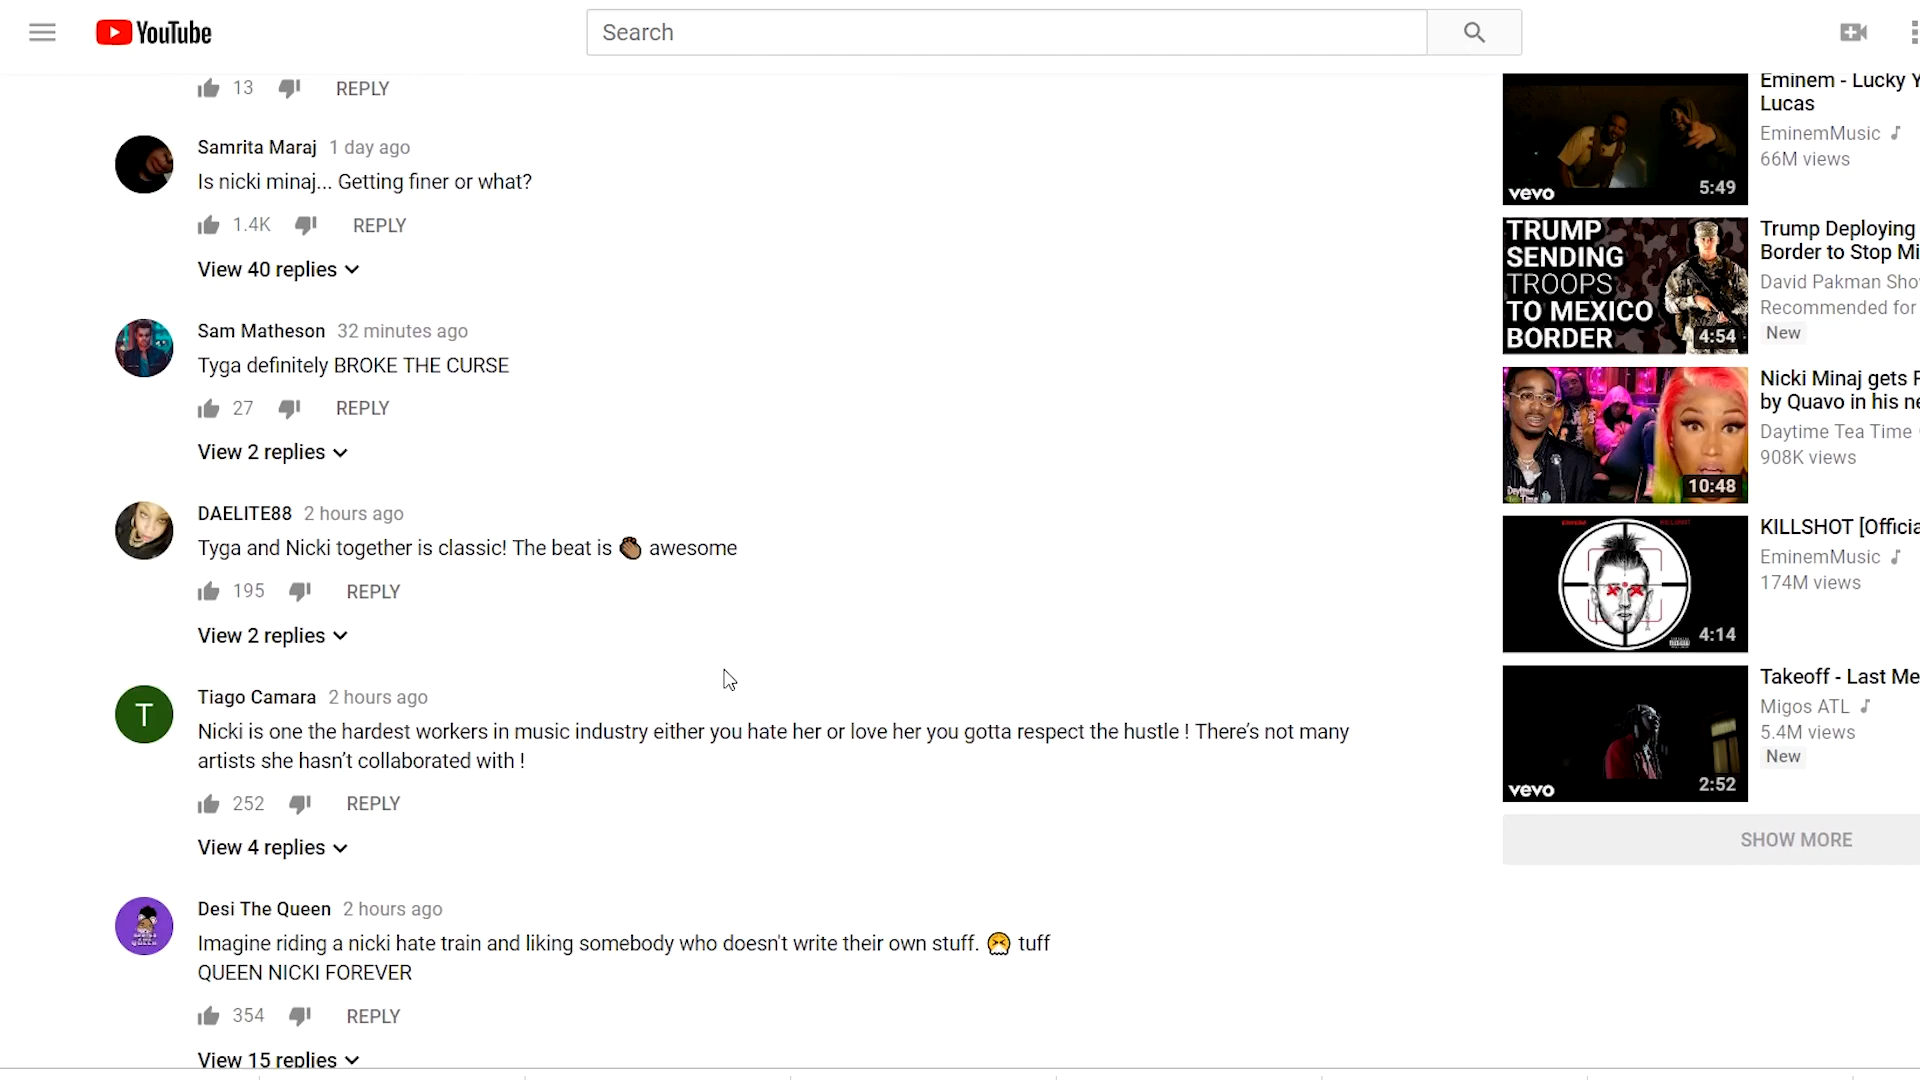 YouTube
Search
13 REPLY
Samrita Maraj 1 day ago
Is nicki minaj... Getting finer or what?
1.4K REPLY
View 40 replies
Sam Matheson 32 minutes ago
Tyga definitely BROKE THE CURSE
27 REPLY
View 2 replies
DAELITE88 2 hours ago
Tyga and Nicki together is classic! The beat is 👏🏾 awesome
195 REPLY
View 2 replies
T
Tiago Camara 2 hours ago
Nicki is one the hardest workers in music industry either you hate her or love her you gotta respect the hustle ! There’s not many
artists she hasn’t collaborated with !
252 REPLY
View 4 replies
Desi The Queen 2 hours ago
Imagine riding a nicki hate train and liking somebody who doesn't write their own stuff. 😤 tuff
QUEEN NICKI FOREVER
354 REPLY
View 15 replies
vevo 5:49
Eminem - Lucky Y
Lucas
EminemMusic ♪
66M views
TRUMP
SENDING
TROOPS
TO MEXICO
BORDER
4:54
Trump Deploying
Border to Stop Mi
David Pakman Sho
Recommended for
New
10:48
Nicki Minaj gets
by Quavo in his ne
Daytime Tea Time
908K views
4:14
KILLSHOT [Officia
EminemMusic ♪
174M views
vevo 2:52
Takeoff - Last Me
Migos ATL ♪
5.4M views
New
SHOW MORE